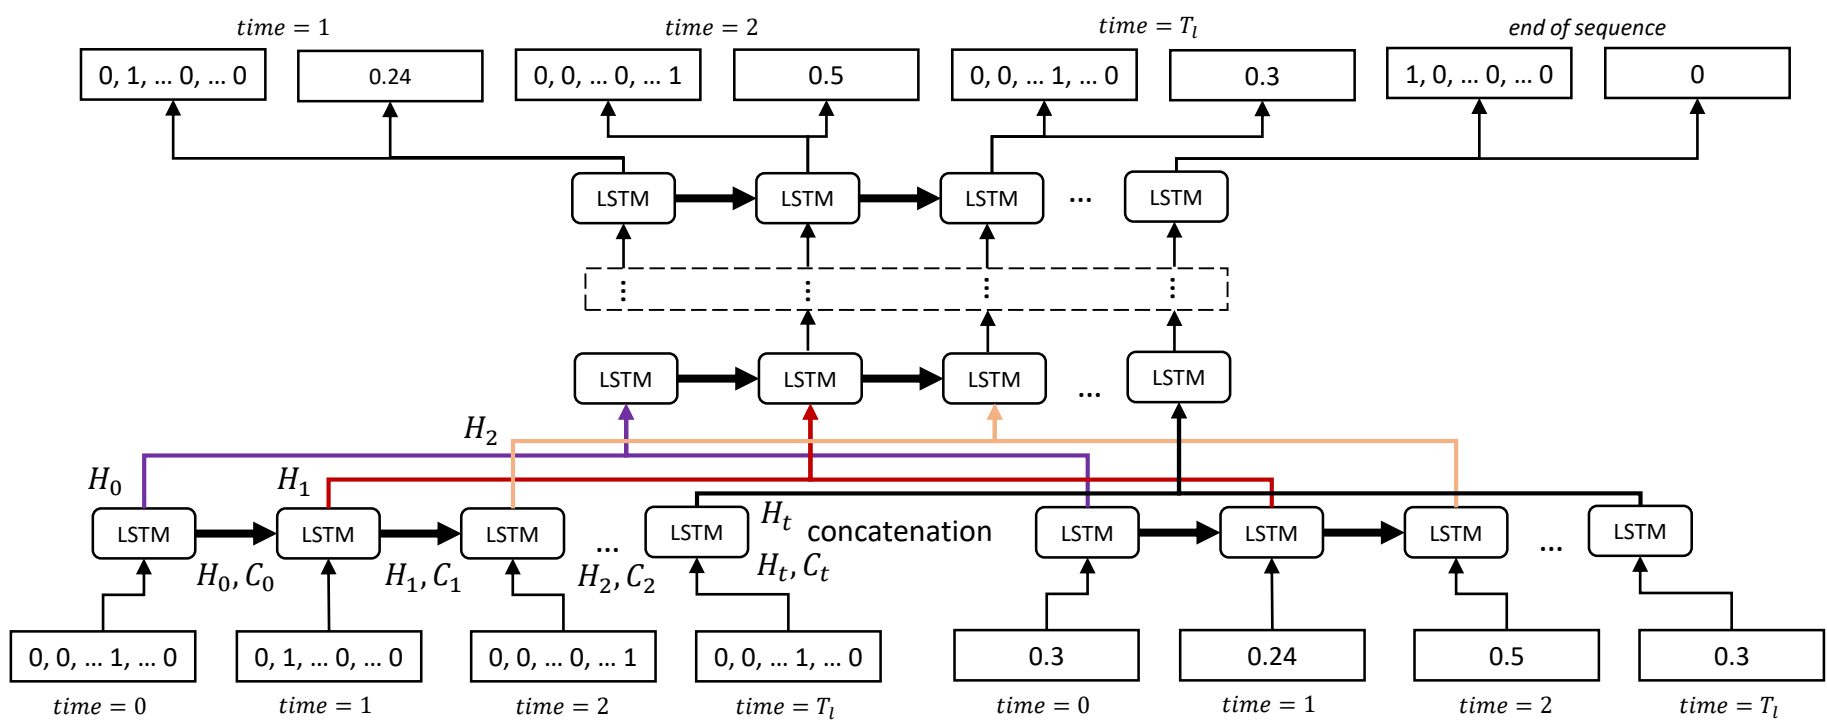 time = 1 time = 2 time = T_l end of sequence
0, 1, … 0, … 0 0.24 0, 0, … 0, … 1 0.5 0, 0, … 1, … 0 0.3 1, 0, … 0, … 0 0
LSTM LSTM LSTM ... LSTM
⋮ ⋮ ⋮ ⋮
LSTM LSTM LSTM ... LSTM
H_2
H_0 H_1
LSTM LSTM LSTM ... LSTM H_t concatenation LSTM LSTM LSTM ... LSTM
H_0, C_0 H_1, C_1 H_2, C_2 H_t, C_t
0, 0, … 1, … 0 0, 1, … 0, … 0 0, 0, … 0, … 1 0, 0, … 1, … 0 0.3 0.24 0.5 0.3
time = 0 time = 1 time = 2 time = T_l time = 0 time = 1 time = 2 time = T_l